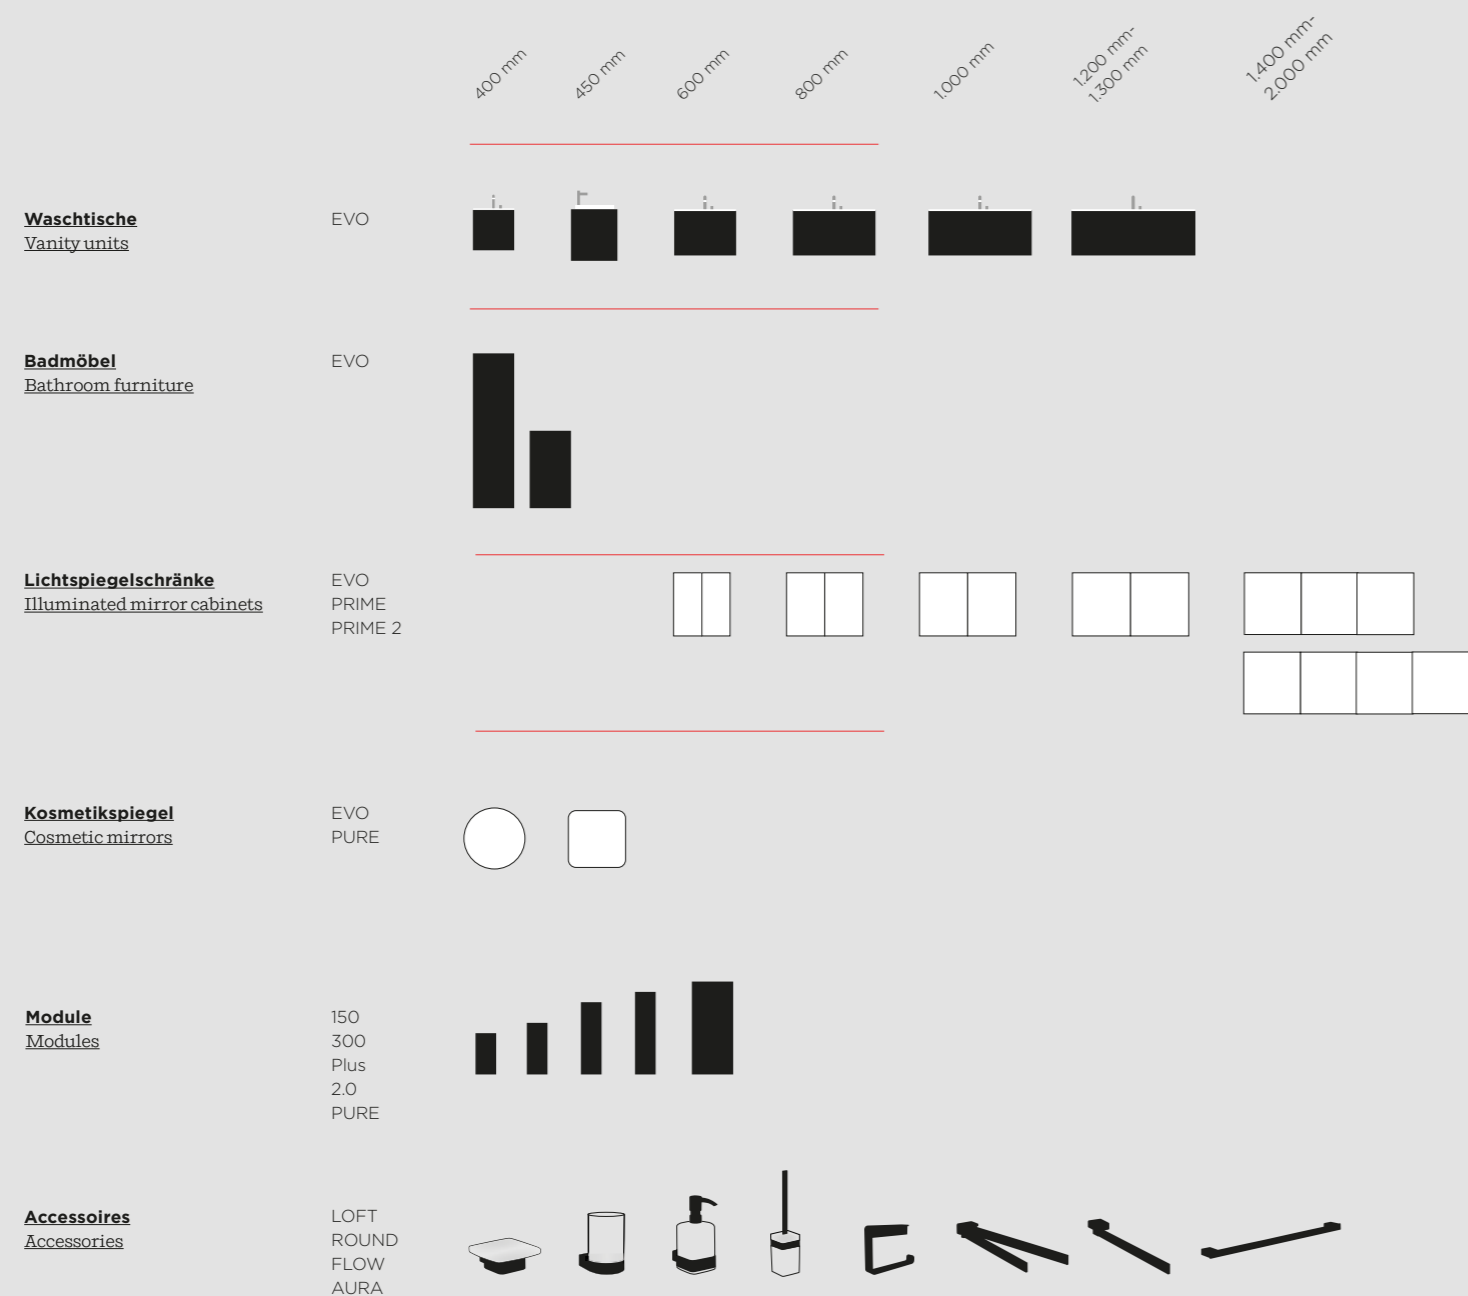 400 mm
450 mm
600 mm
800 mm
1.000 mm
1.200 mm-
1.300 mm
1.400 mm-
2.000 mm
Waschtische
Vanity units
EVO
Badmöbel
Bathroom furniture
EVO
Lichtspiegelschränke
Illuminated mirror cabinets
EVO
PRIME
PRIME 2
Kosmetikspiegel
Cosmetic mirrors
EVO
PURE
Module
Modules
150
300
Plus
2.0
PURE
Accessoires
Accessories
LOFT
ROUND
FLOW
AURA